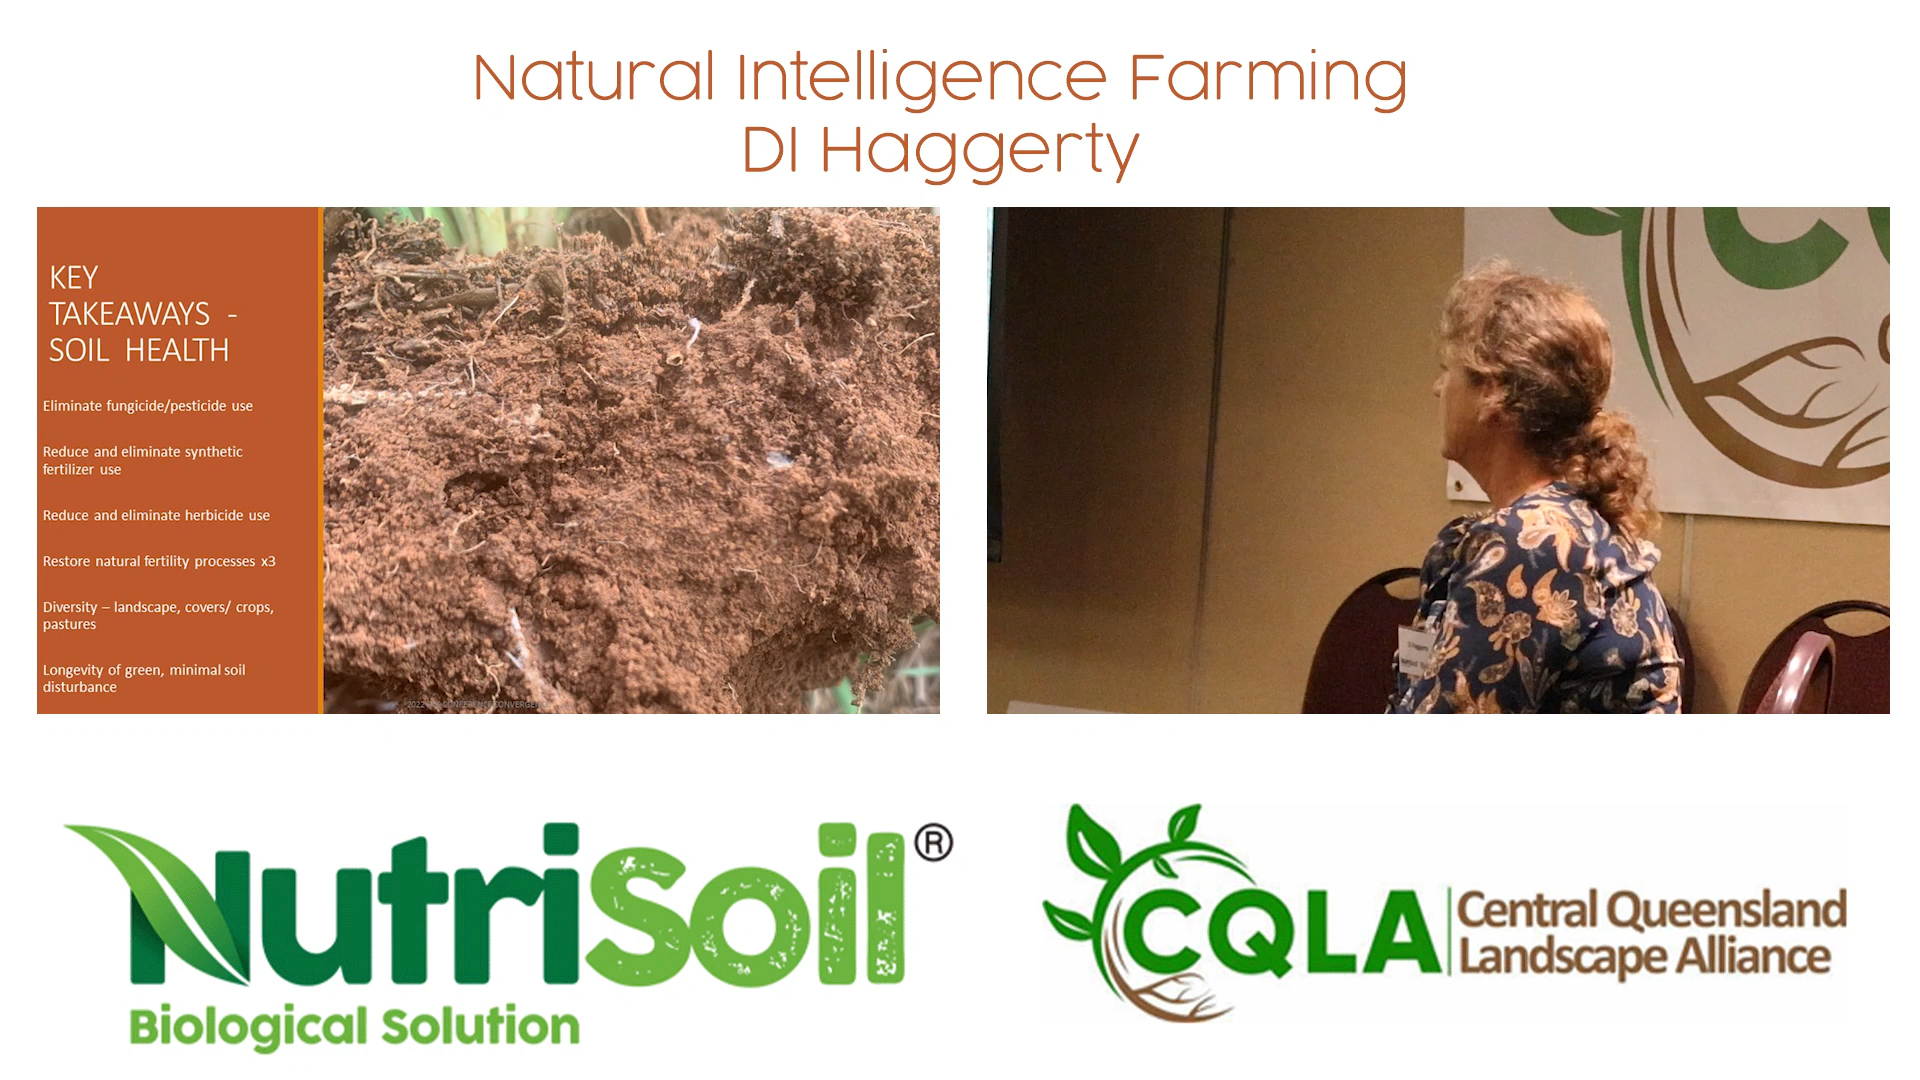 Natural Intelligence Farming
DI Haggerty
KEY
TAKEAWAYS -
SOIL HEALTH
Eliminate fungicide/pesticide use
Reduce and eliminate synthetic
fertilizer use
Reduce and eliminate herbicide use
Restore natural fertility processes x3
Diversity – landscape, covers/ crops,
pastures
Longevity of green, minimal soil
disturbance
NutriSoil®
Biological Solution
CQLA
Central Queensland
Landscape Alliance